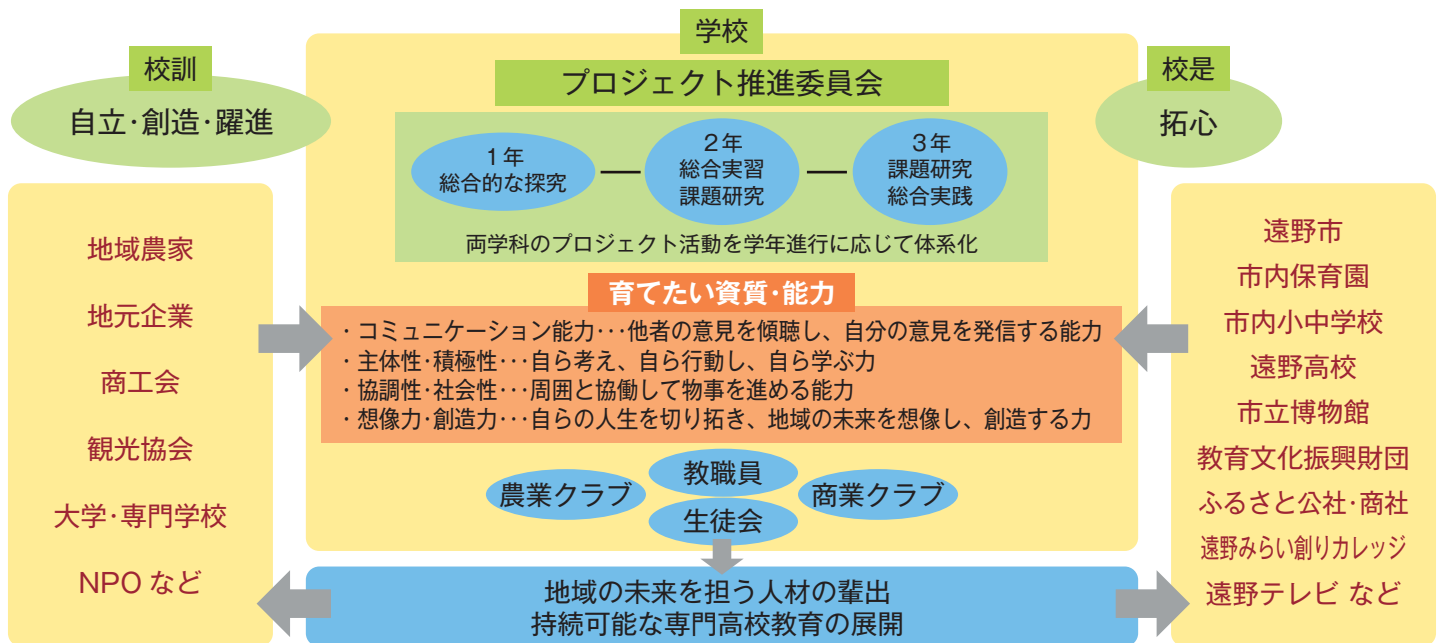 学校
プロジェクト推進委員会
校訓
自立・創造・躍進
校是
拓心
1年
総合的な探究
2年
総合実習
課題研究
3年
課題研究
総合実践
両学科のプロジェクト活動を学年進行に応じて体系化
育てたい資質・能力
・コミュニケーション能力・・・他者の意見を傾聴し、自分の意見を発信する能力
・主体性・積極性・・・自ら考え、自ら行動し、自ら学ぶ力
・協調性・社会性・・・周囲と協働して物事を進める能力
・想像力・創造力・・・自らの人生を切り拓き、地域の未来を想像し、創造する力
農業クラブ
教職員
生徒会
商業クラブ
地域農家
地元企業
商工会
観光協会
大学・専門学校
NPO など
遠野市
市内保育園
市内小中学校
遠野高校
市立博物館
教育文化振興財団
ふるさと公社・商社
遠野みらい創りカレッジ
遠野テレビ など
地域の未来を担う人材の輩出
持続可能な専門高校教育の展開